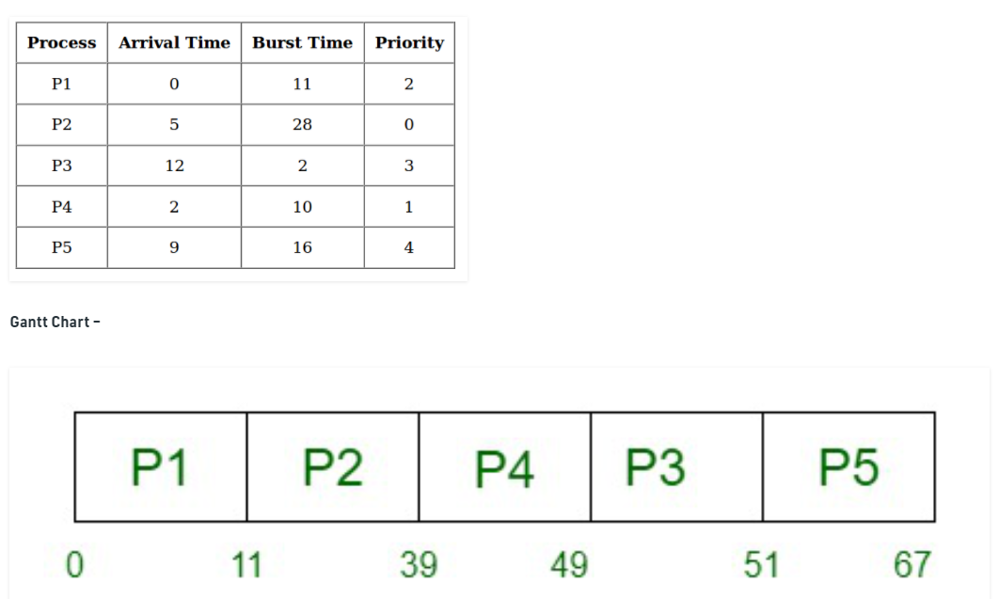 Process Arrival Time Burst Time Priority
P1 0 11 2
P2 5 28 0
P3 12 2 3
P4 2 10 1
P5 9 16 4
Gantt Chart –
P1 P2 P4 P3 P5
0 11 39 49 51 67